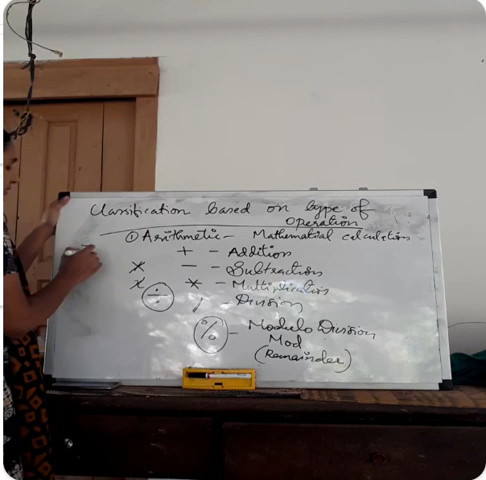 Classification based on type of
operation
① Arithmetic - Mathematical calculations
+ - Addition
* - - Subtraction
x * - Multiplication
÷ / - Division
% - Modulo Division
Mod
(Remainder)